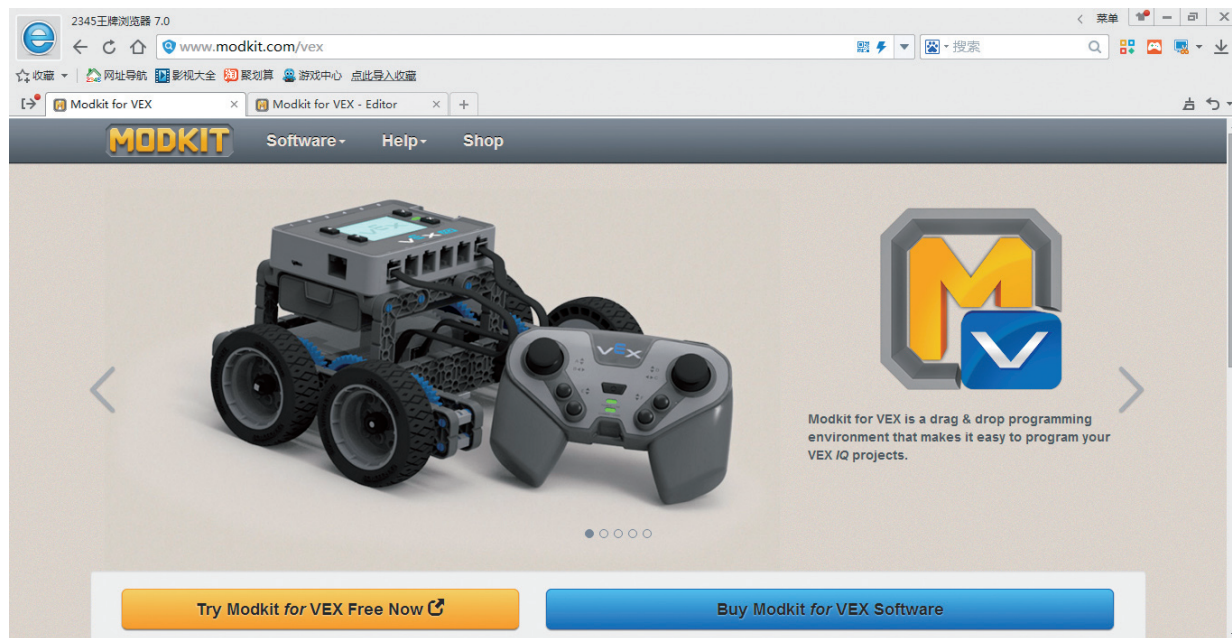 2345王牌浏览器 7.0
菜单
www.modkit.com/vex
搜索
收藏 网址导航 影视大全 聚划算 游戏中心 点此导入收藏
Modkit for VEX
Modkit for VEX - Editor
MODKIT Software Help Shop
VEX
VEX
Modkit for VEX is a drag & drop programming
environment that makes it easy to program your
VEX IQ projects.
Try Modkit for VEX Free Now
Buy Modkit for VEX Software